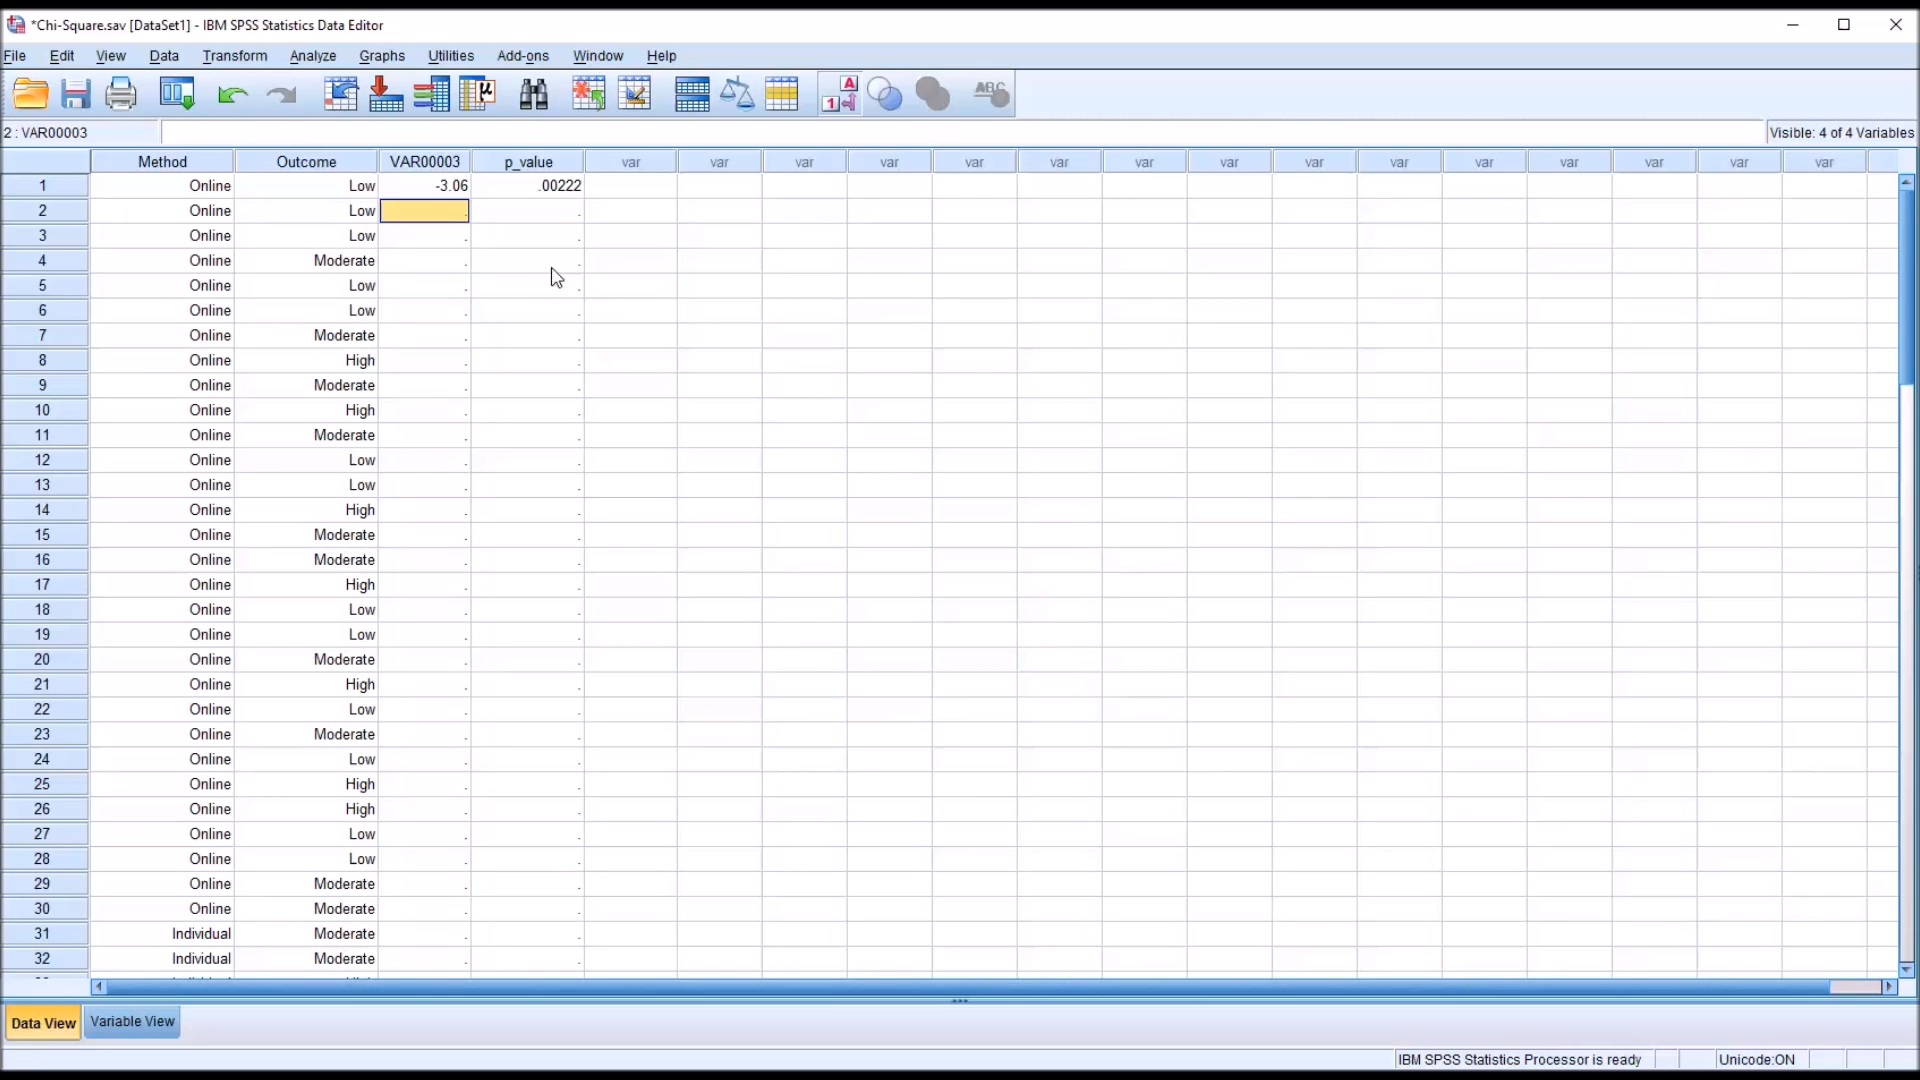 *Chi-Square.sav [DataSet1] - IBM SPSS Statistics Data Editor
File Edit View Data Transform Analyze Graphs Utilities Add-ons Window Help
2 : VAR00003 Visible: 4 of 4 Variables
Method Outcome VAR00003 p_value var var var var var var var var var var var var var var var
1 Online Low -3.06 .00222
2 Online Low . .
3 Online Low . .
4 Online Moderate . .
5 Online Low . .
6 Online Low . .
7 Online Moderate . .
8 Online High . .
9 Online Moderate . .
10 Online High . .
11 Online Moderate . .
12 Online Low . .
13 Online Low . .
14 Online High . .
15 Online Moderate . .
16 Online Moderate . .
17 Online High . .
18 Online Low . .
19 Online Low . .
20 Online Moderate . .
21 Online High . .
22 Online Low . .
23 Online Moderate . .
24 Online Low . .
25 Online High . .
26 Online High . .
27 Online Low . .
28 Online Low . .
29 Online Moderate . .
30 Online Moderate . .
31 Individual Moderate . .
32 Individual Moderate . .
Data View Variable View
IBM SPSS Statistics Processor is ready Unicode:ON